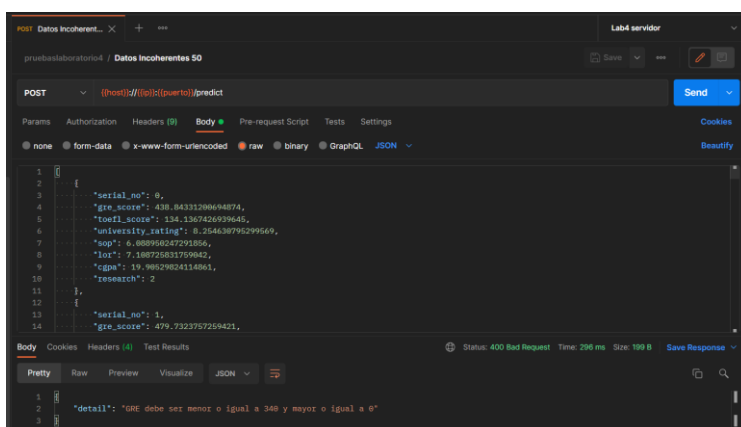 POST Datos Incoherent...
Lab4 servidor
pruebaslaboratorio4 / Datos Incoherentes 50
Save
POST {{host}}://{{ip}}:{{puerto}}/predict
Send
Params Authorization Headers (9) Body Pre-request Script Tests Settings Cookies
none form-data x-www-form-urlencoded raw binary GraphQL JSON Beautify
1 [
2 {
3 "serial_no": 0,
4 "gre_score": 438.84331200694874,
5 "toefl_score": 134.1367426939645,
6 "university_rating": 8.254630795299569,
7 "sop": 6.088950247291856,
8 "lor": 7.108725831759042,
9 "cgpa": 19.90529824114861,
10 "research": 2
11 },
12 {
13 "serial_no": 1,
14 "gre_score": 479.7323757259421,
Body Cookies Headers (4) Test Results Status: 400 Bad Request Time: 296 ms Size: 199 B Save Response
Pretty Raw Preview Visualize JSON
1 {
2 "detail": "GRE debe ser menor o igual a 340 y mayor o igual a 0"
3 }